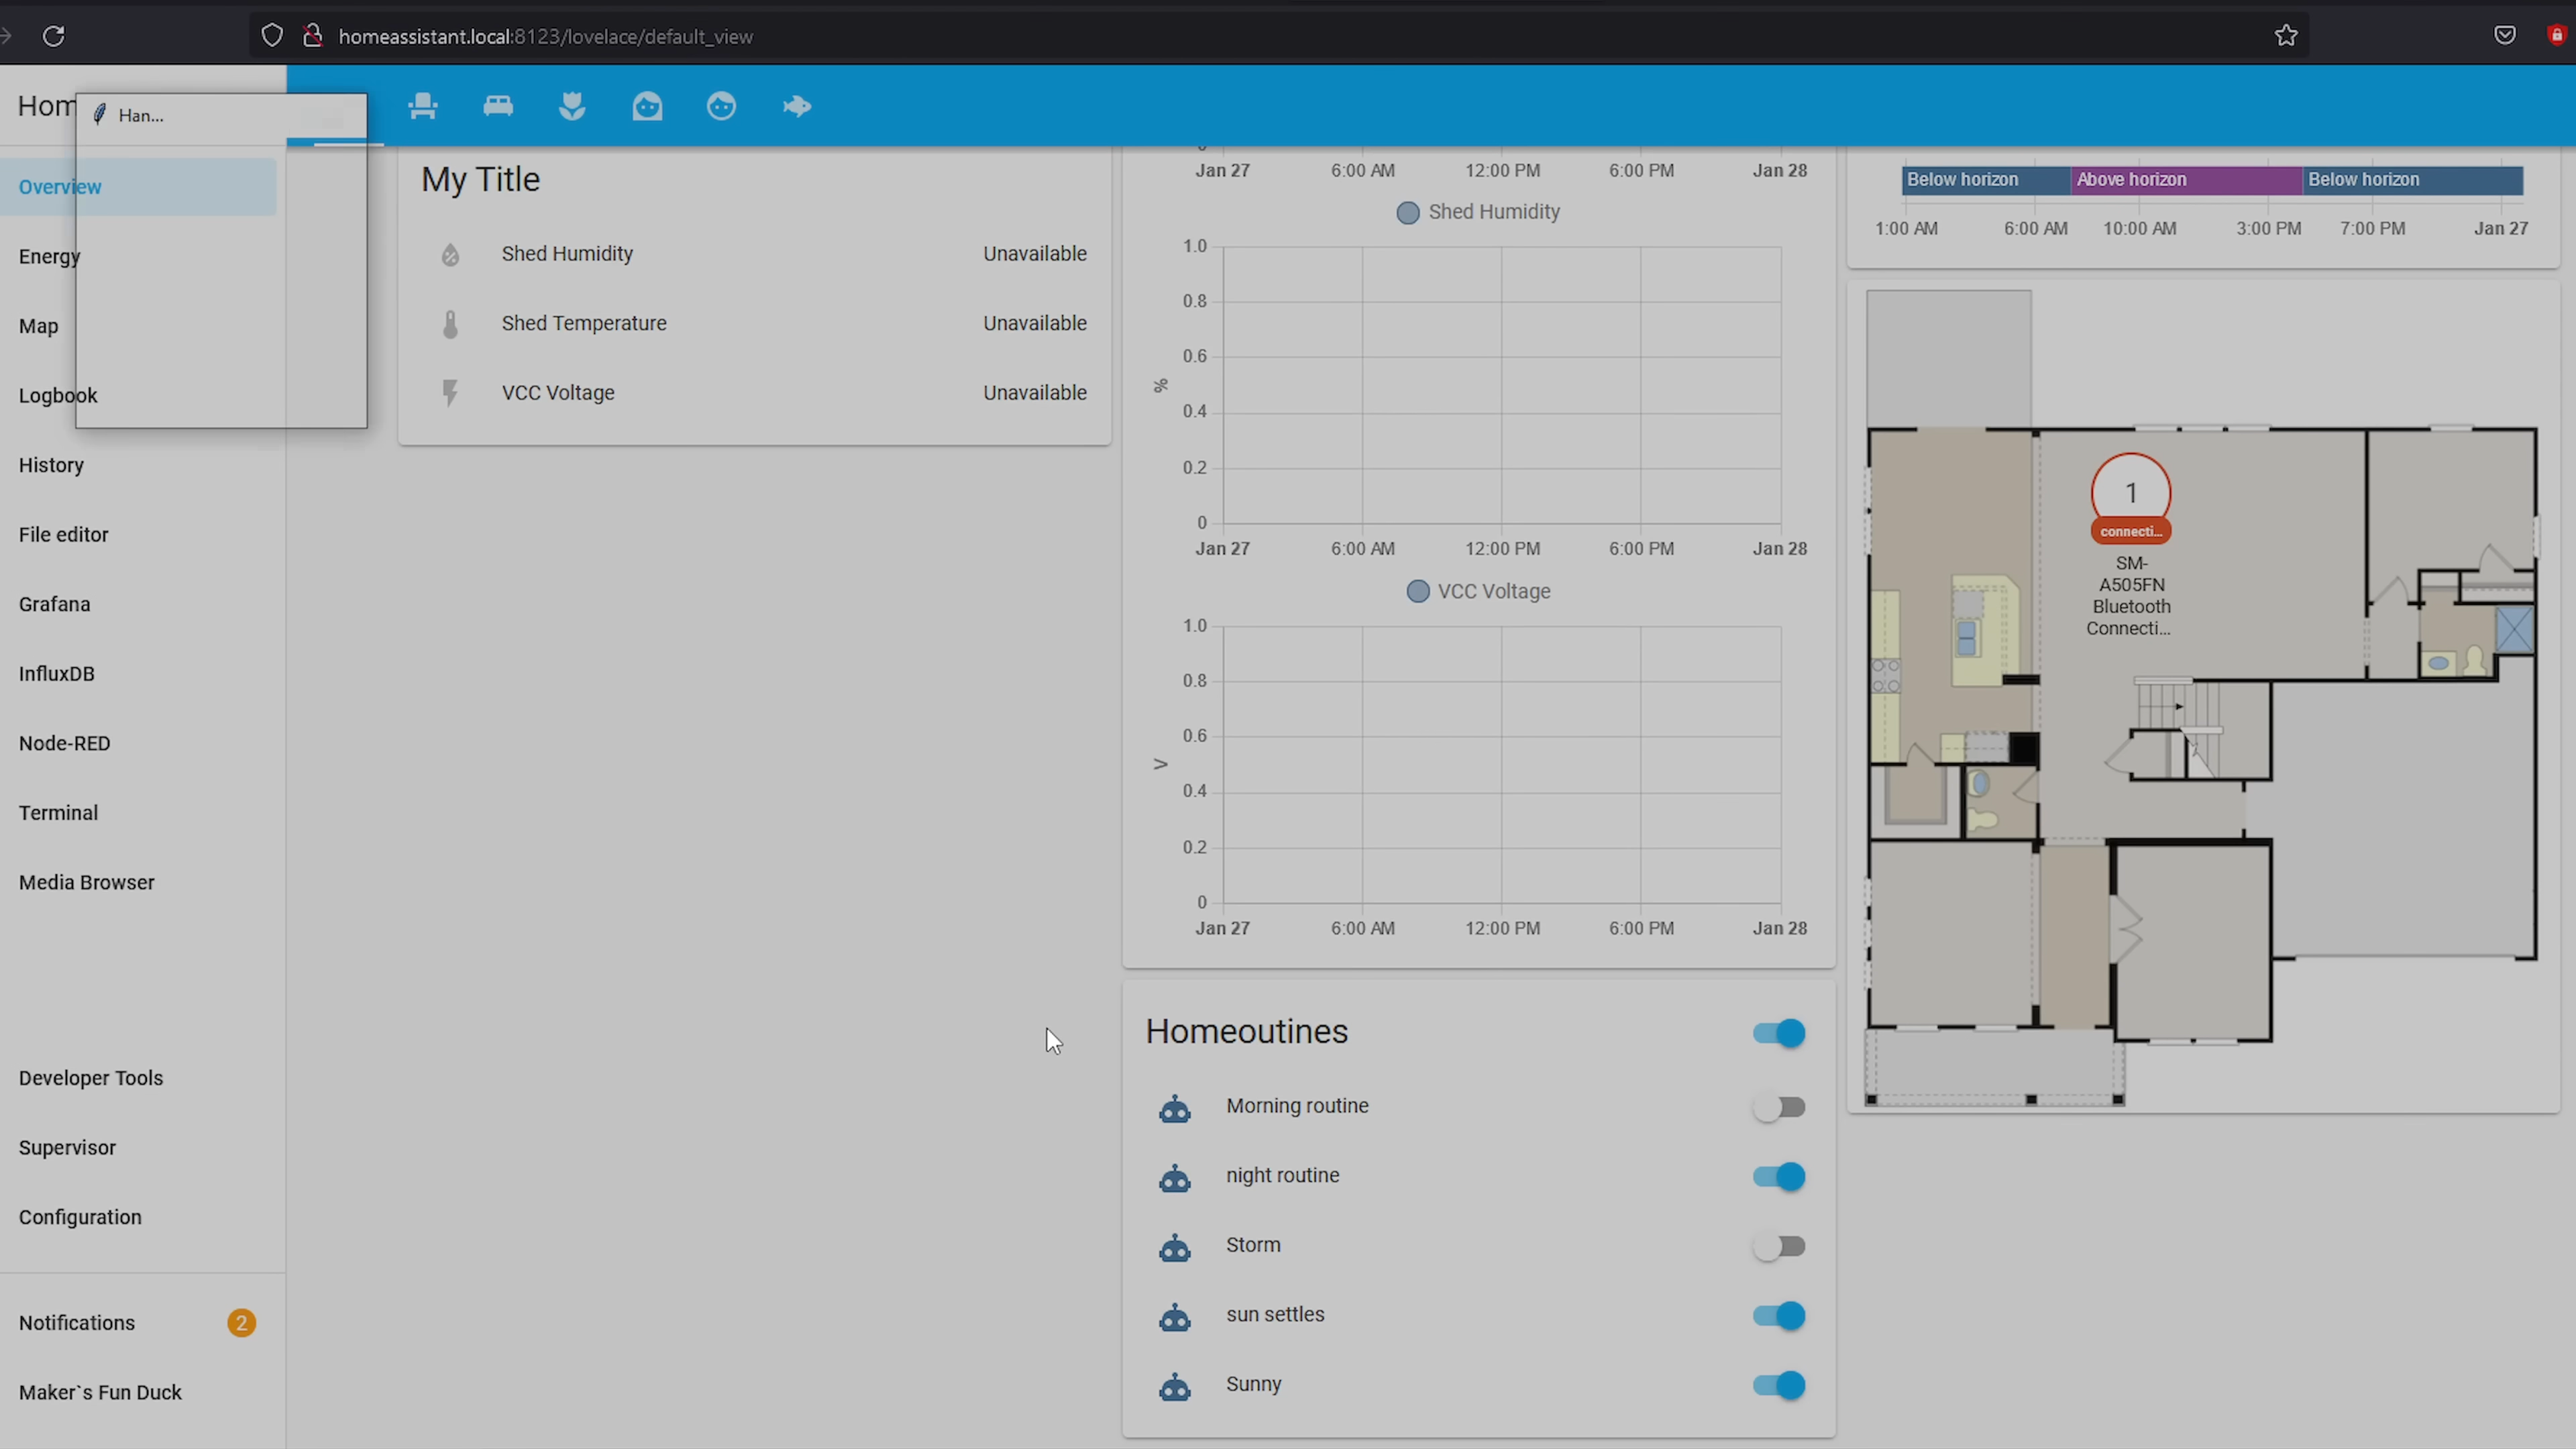 homeassistant.local:8123/lovelace/default_view
Hom
Han...
Overview
Energy
Map
Logbook
History
File editor
Grafana
InfluxDB
Node-RED
Terminal
Media Browser
Developer Tools
Supervisor
Configuration
Notifications 2
Maker`s Fun Duck
My Title
Shed Humidity Unavailable
Shed Temperature Unavailable
VCC Voltage Unavailable
Jan 27 6:00 AM 12:00 PM 6:00 PM Jan 28
Shed Humidity
1.0
0.8
0.6
%
0.4
0.2
0
Jan 27 6:00 AM 12:00 PM 6:00 PM Jan 28
VCC Voltage
1.0
0.8
0.6
V
0.4
0.2
0
Jan 27 6:00 AM 12:00 PM 6:00 PM Jan 28
Homeoutines
Morning routine
night routine
Storm
sun settles
Sunny
Below horizon Above horizon Below horizon
1:00 AM 6:00 AM 10:00 AM 3:00 PM 7:00 PM Jan 27
1
connecti...
SM-
A505FN
Bluetooth
Connecti...